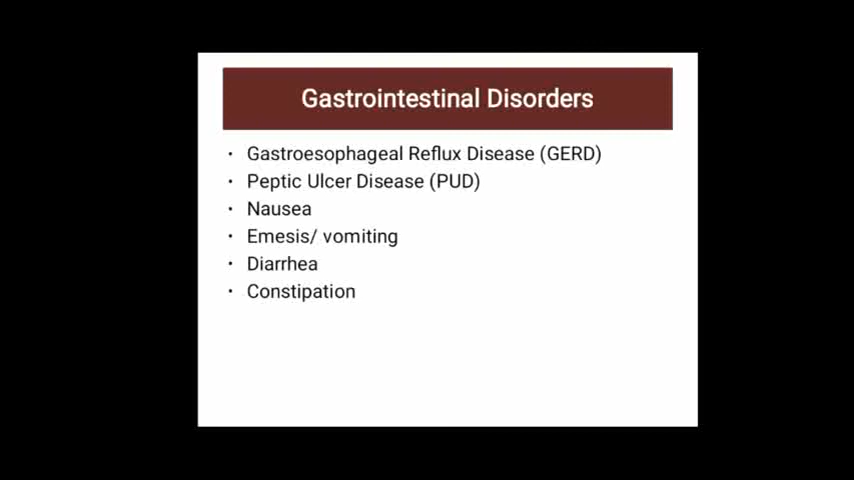 Gastrointestinal Disorders
• Gastroesophageal Reflux Disease (GERD)
• Peptic Ulcer Disease (PUD)
• Nausea
• Emesis/ vomiting
• Diarrhea
• Constipation